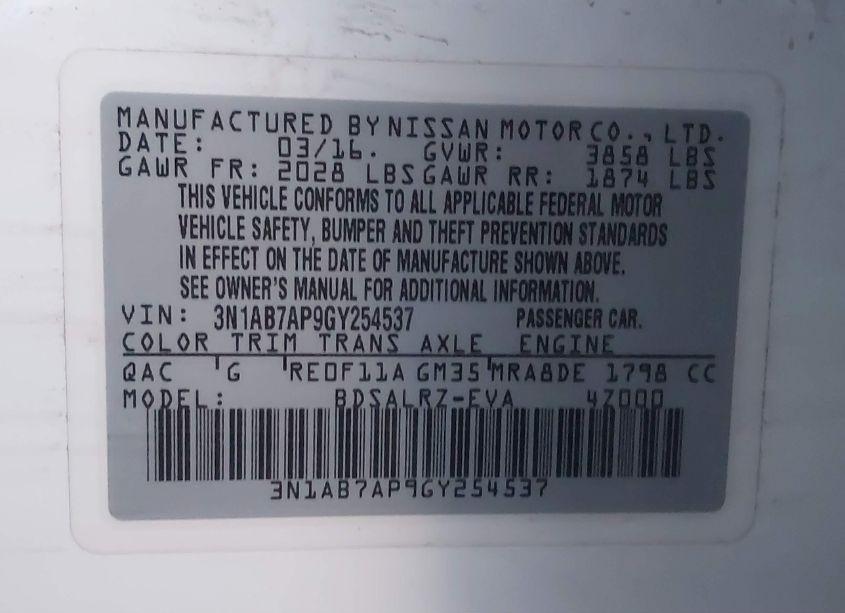 MANUFACTURED BY NISSAN MOTOR CO., LTD.
DATE: 03/16. GVWR: 3858 LBS
GAWR FR: 2028 LBS GAWR RR: 1874 LBS
THIS VEHICLE CONFORMS TO ALL APPLICABLE FEDERAL MOTOR
VEHICLE SAFETY, BUMPER AND THEFT PREVENTION STANDARDS
IN EFFECT ON THE DATE OF MANUFACTURE SHOWN ABOVE.
SEE OWNER'S MANUAL FOR ADDITIONAL INFORMATION.
VIN: 3N1AB7AP9GY254537 PASSENGER CAR.
COLOR TRIM TRANS AXLE ENGINE
QAC G RE0F11A GM35 MRA8DE 1798 CC
MODEL: BDSALRZ-EVA 4Z000
3N1AB7AP9GY254537